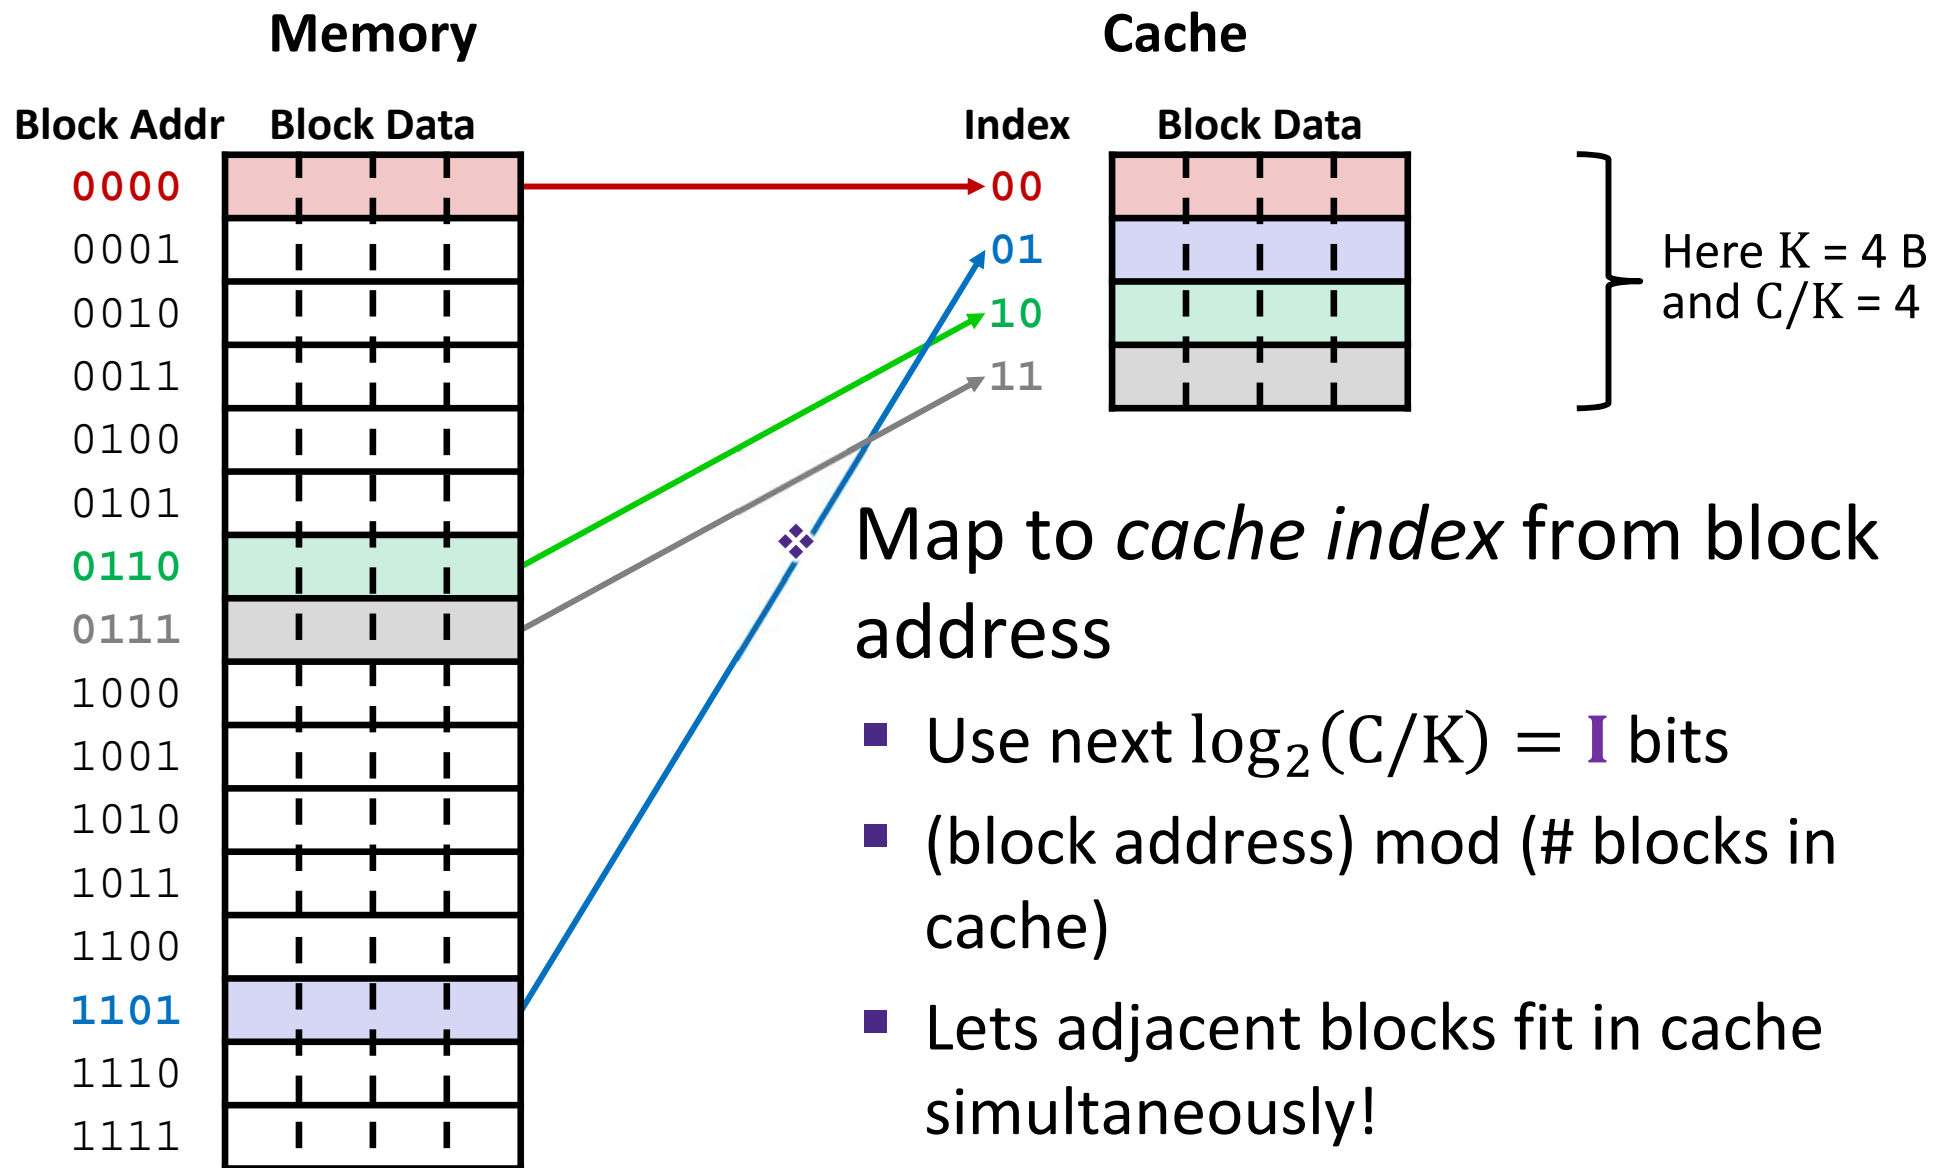 Memory
Cache
Block Addr Block Data
Index Block Data
0000
0001
0010
0011
0100
0101
0110
0111
1000
1001
1010
1011
1100
1101
1110
1111
00
01
10
11
Here K = 4 B
and C/K = 4
❖ Map to cache index from block
address
■ Use next log₂(C/K) = I bits
■ (block address) mod (# blocks in
cache)
■ Lets adjacent blocks fit in cache
simultaneously!